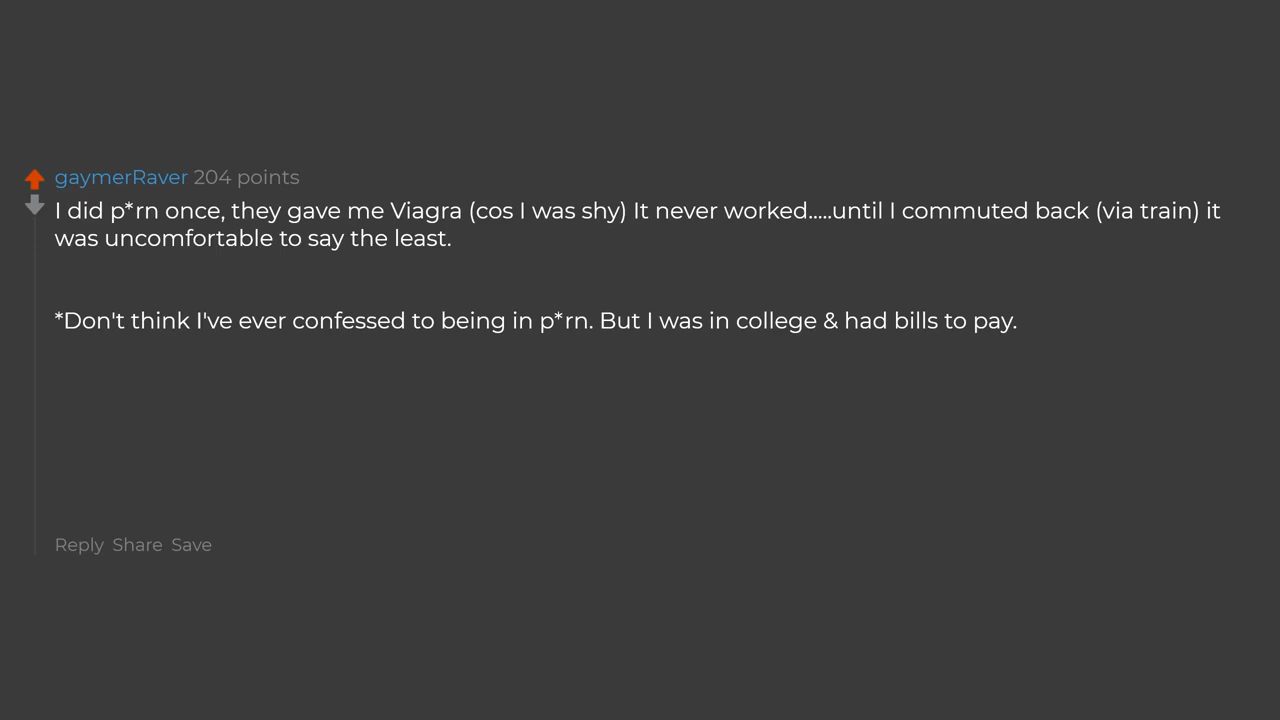 gaymerRaver 204 points
I did p*rn once, they gave me Viagra (cos I was shy) It never worked.....until I commuted back (via train) it
was uncomfortable to say the least.
*Don't think I've ever confessed to being in p*rn. But I was in college & had bills to pay.
Reply Share Save